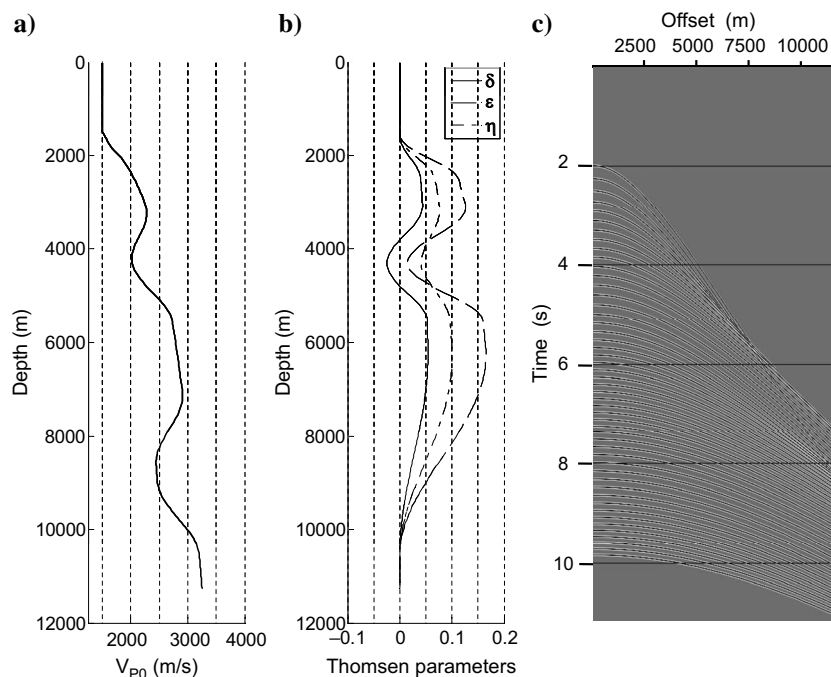 a)
0
2000
4000
6000
8000
10000
12000
Depth (m)
2000 3000 4000
V_P0 (m/s)
b)
0
2000
4000
6000
8000
10000
12000
Depth (m)
δ
ε
η
–0.1 0 0.1 0.2
Thomsen parameters
c)
Offset (m)
2500 5000 7500 10000
2
4
6
8
10
Time (s)